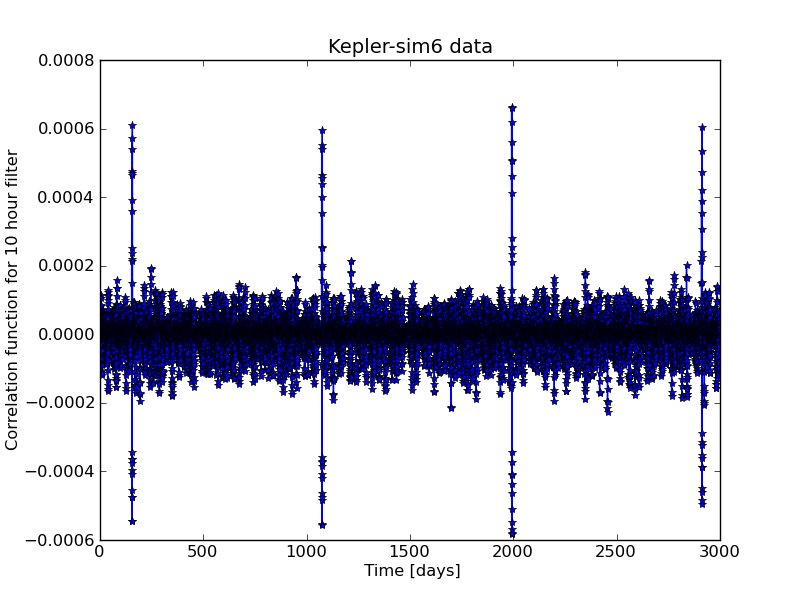 Kepler-sim6 data
Correlation function for 10 hour filter
0.0008
0.0006
0.0004
0.0002
0.0000
−0.0002
−0.0004
−0.0006
0 500 1000 1500 2000 2500 3000
Time [days]